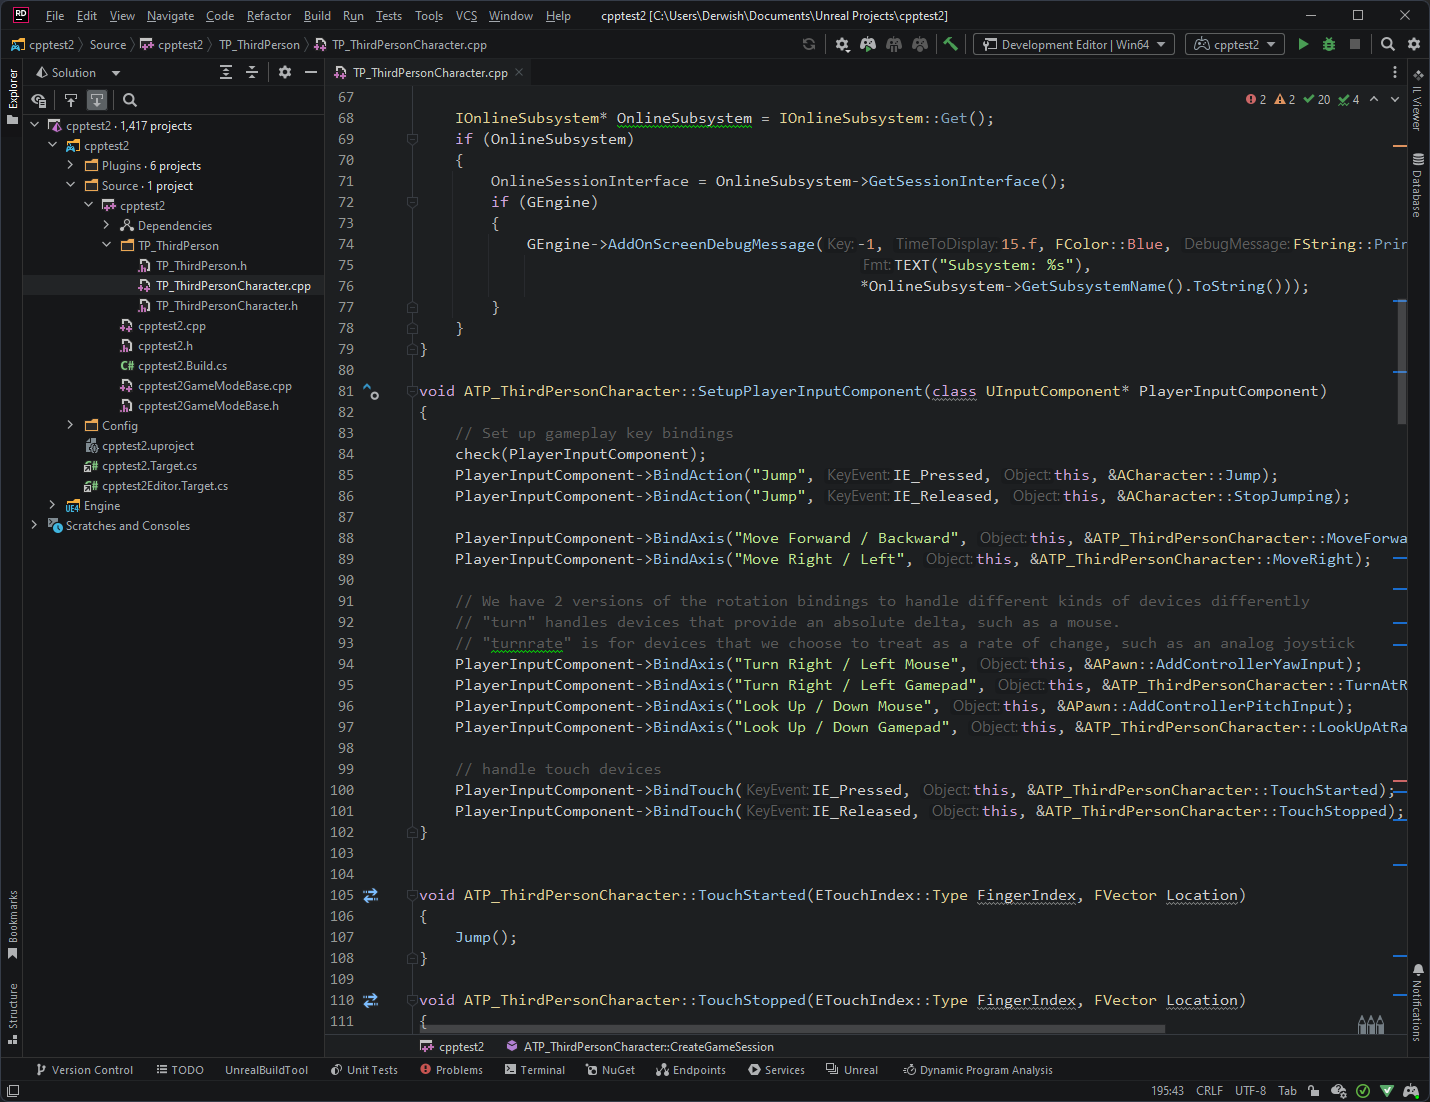 RD File Edit View Navigate Code Refactor Build Run Tests Tools VCS Window Help cpptest2 [C:\Users\Derwish\Documents\Unreal Projects\cpptest2]
cpptest2 Source cpptest2 TP_ThirdPerson TP_ThirdPersonCharacter.cpp Development Editor | Win64 cpptest2
Explorer
Solution
cpptest2 · 1,417 projects
cpptest2
Plugins · 6 projects
Source · 1 project
cpptest2
Dependencies
TP_ThirdPerson
TP_ThirdPerson.h
TP_ThirdPersonCharacter.cpp
TP_ThirdPersonCharacter.h
cpptest2.cpp
cpptest2.h
C# cpptest2.Build.cs
cpptest2GameModeBase.cpp
cpptest2GameModeBase.h
Config
cpptest2.uproject
cpptest2.Target.cs
cpptest2Editor.Target.cs
UE4 Engine
Scratches and Consoles
Bookmarks
Structure
TP_ThirdPersonCharacter.cpp
2 2 20 4
67
68 IOnlineSubsystem* OnlineSubsystem = IOnlineSubsystem::Get();
69 if (OnlineSubsystem)
70 {
71 OnlineSessionInterface = OnlineSubsystem->GetSessionInterface();
72 if (GEngine)
73 {
74 GEngine->AddOnScreenDebugMessage( Key: -1, TimeToDisplay: 15.f, FColor::Blue, DebugMessage: FString::Prin
75 Fmt: TEXT("Subsystem: %s"),
76 *OnlineSubsystem->GetSubsystemName().ToString()));
77 }
78 }
79 }
80
81 void ATP_ThirdPersonCharacter::SetupPlayerInputComponent(class UInputComponent* PlayerInputComponent)
82 {
83 // Set up gameplay key bindings
84 check(PlayerInputComponent);
85 PlayerInputComponent->BindAction("Jump", KeyEvent: IE_Pressed, Object: this, &ACharacter::Jump);
86 PlayerInputComponent->BindAction("Jump", KeyEvent: IE_Released, Object: this, &ACharacter::StopJumping);
87
88 PlayerInputComponent->BindAxis("Move Forward / Backward", Object: this, &ATP_ThirdPersonCharacter::MoveForwa
89 PlayerInputComponent->BindAxis("Move Right / Left", Object: this, &ATP_ThirdPersonCharacter::MoveRight);
90
91 // We have 2 versions of the rotation bindings to handle different kinds of devices differently
92 // "turn" handles devices that provide an absolute delta, such as a mouse.
93 // "turnrate" is for devices that we choose to treat as a rate of change, such as an analog joystick
94 PlayerInputComponent->BindAxis("Turn Right / Left Mouse", Object: this, &APawn::AddControllerYawInput);
95 PlayerInputComponent->BindAxis("Turn Right / Left Gamepad", Object: this, &ATP_ThirdPersonCharacter::TurnAtR
96 PlayerInputComponent->BindAxis("Look Up / Down Mouse", Object: this, &APawn::AddControllerPitchInput);
97 PlayerInputComponent->BindAxis("Look Up / Down Gamepad", Object: this, &ATP_ThirdPersonCharacter::LookUpAtRa
98
99 // handle touch devices
100 PlayerInputComponent->BindTouch( KeyEvent: IE_Pressed, Object: this, &ATP_ThirdPersonCharacter::TouchStarted);
101 PlayerInputComponent->BindTouch( KeyEvent: IE_Released, Object: this, &ATP_ThirdPersonCharacter::TouchStopped);
102 }
103
104
105 void ATP_ThirdPersonCharacter::TouchStarted(ETouchIndex::Type FingerIndex, FVector Location)
106 {
107 Jump();
108 }
109
110 void ATP_ThirdPersonCharacter::TouchStopped(ETouchIndex::Type FingerIndex, FVector Location)
111 {
IL Viewer
Database
Notifications
cpptest2 ATP_ThirdPersonCharacter::CreateGameSession
Version Control TODO UnrealBuildTool Unit Tests Problems Terminal NuGet Endpoints Services Unreal Dynamic Program Analysis
195:43 CRLF UTF-8 Tab